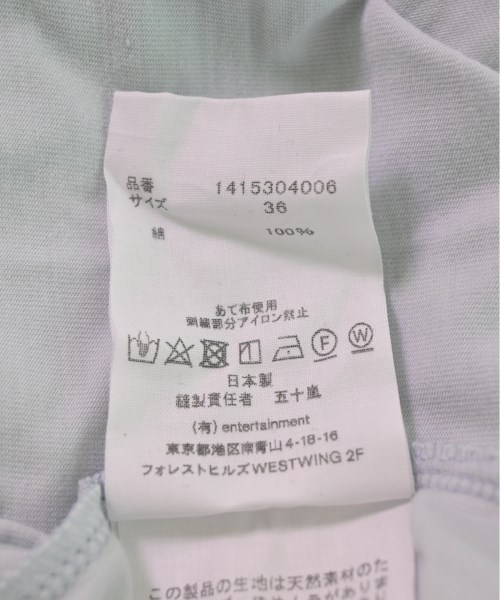 品番 1415304006
サイズ 36
綿 100%
あて布使用
刺繍部分アイロン禁止
F W
日本製
縫製責任者 五十嵐
(有) entertainment
東京都港区南青山4-18-16
フォレストヒルズWESTWING 2F
この製品の生地は天然素材のた